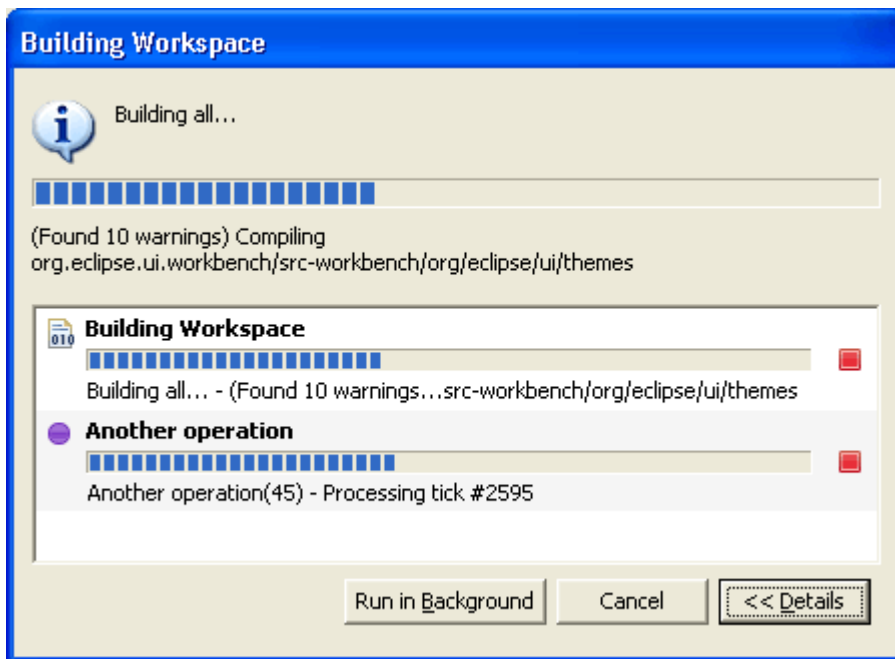 Building Workspace
Building all...
(Found 10 warnings) Compiling
org.eclipse.ui.workbench/src-workbench/org/eclipse/ui/themes
010
Building Workspace
Building all... - (Found 10 warnings...src-workbench/org/eclipse/ui/themes
Another operation
Another operation(45) - Processing tick #2595
Run in Background
Cancel
<< Details